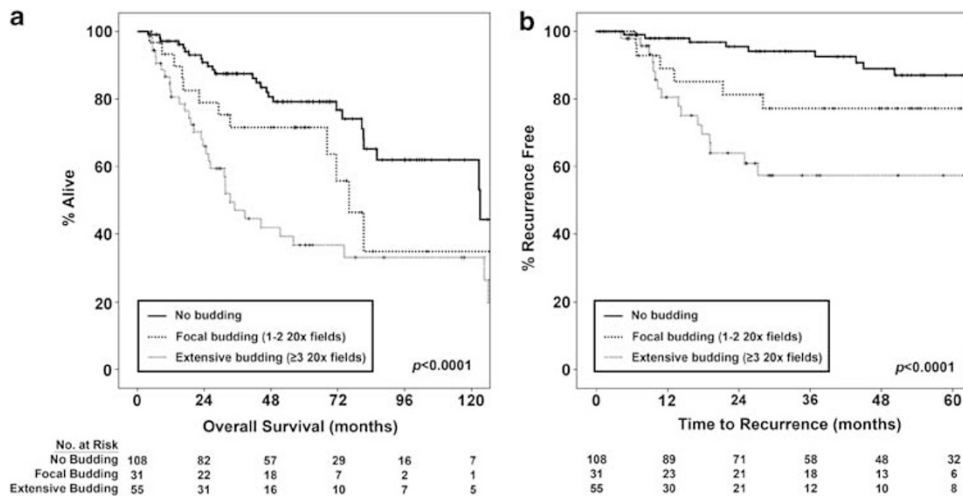 a
100
80
60
40
20
0
% Alive
No budding
Focal budding (1-2 20x fields)
Extensive budding (≥3 20x fields)
p<0.0001
0 24 48 72 96 120
Overall Survival (months)
No. at Risk
No Budding 108 82 57 29 16 7
Focal Budding 31 22 18 7 2 1
Extensive Budding 55 31 16 10 7 5
b
100
80
60
40
20
0
% Recurrence Free
No budding
Focal budding (1-2 20x fields)
Extensive budding (≥3 20x fields)
p<0.0001
0 12 24 36 48 60
Time to Recurrence (months)
108 89 71 58 48 32
31 23 21 18 13 6
55 30 21 12 10 8